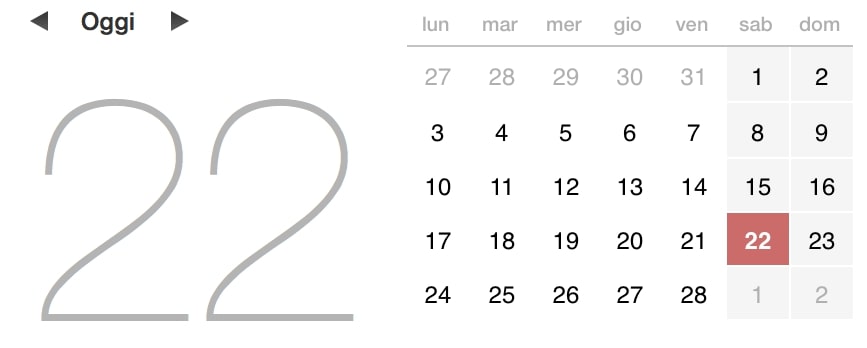 Oggi
22
lun mar mer gio ven sab dom
27 28 29 30 31 1 2
3 4 5 6 7 8 9
10 11 12 13 14 15 16
17 18 19 20 21 22 23
24 25 26 27 28 1 2